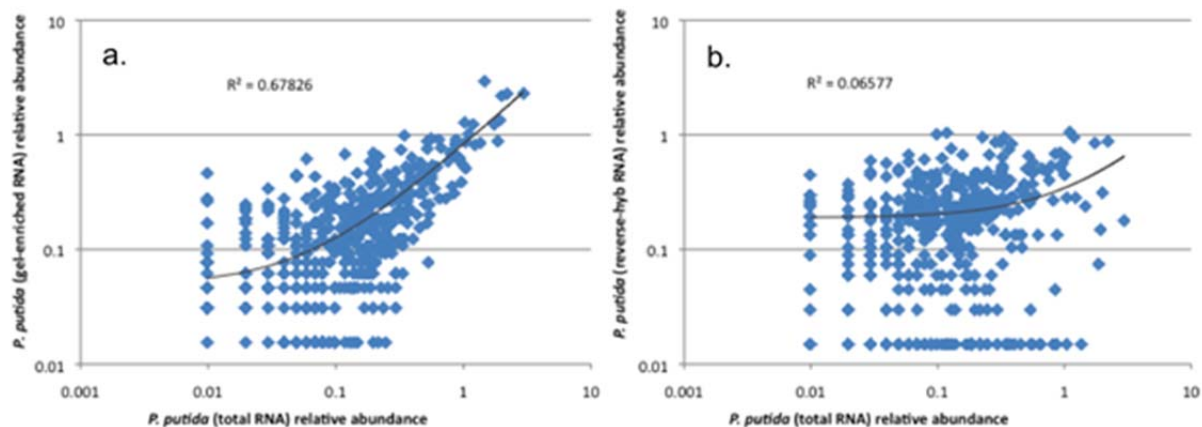 a.
R² = 0.67826
P. putida (gel-enriched RNA) relative abundance
10
1
0.1
0.01
0.001
0.01
0.1
1
10
P. putida (total RNA) relative abundance
b.
R² = 0.06577
P. putida (reverse-hyb RNA) relative abundance
10
1
0.1
0.01
0.001
0.01
0.1
1
10
P. putida (total RNA) relative abundance